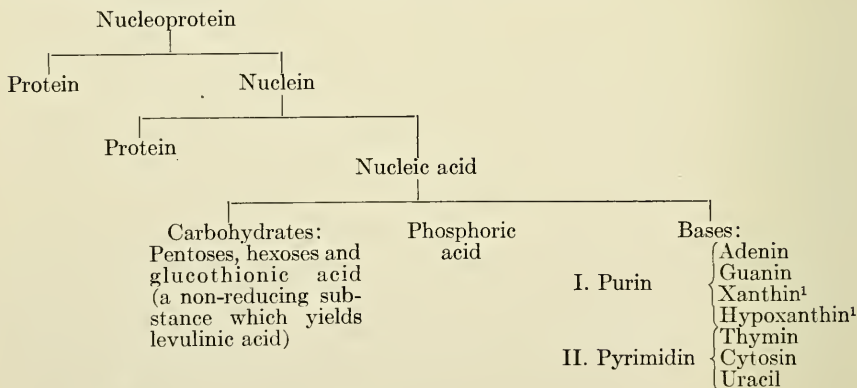 Nucleoprotein
Protein
Nuclein
Protein
Nucleic acid
Carbohydrates:
Pentoses, hexoses and
glucothionic acid
(a non-reducing sub-
stance which yields
levulinic acid)
Phosphoric
acid
Bases:
I. Purin
Adenin
Guanin
Xanthin¹
Hypoxanthin¹
II. Pyrimidin
Thymin
Cytosin
Uracil